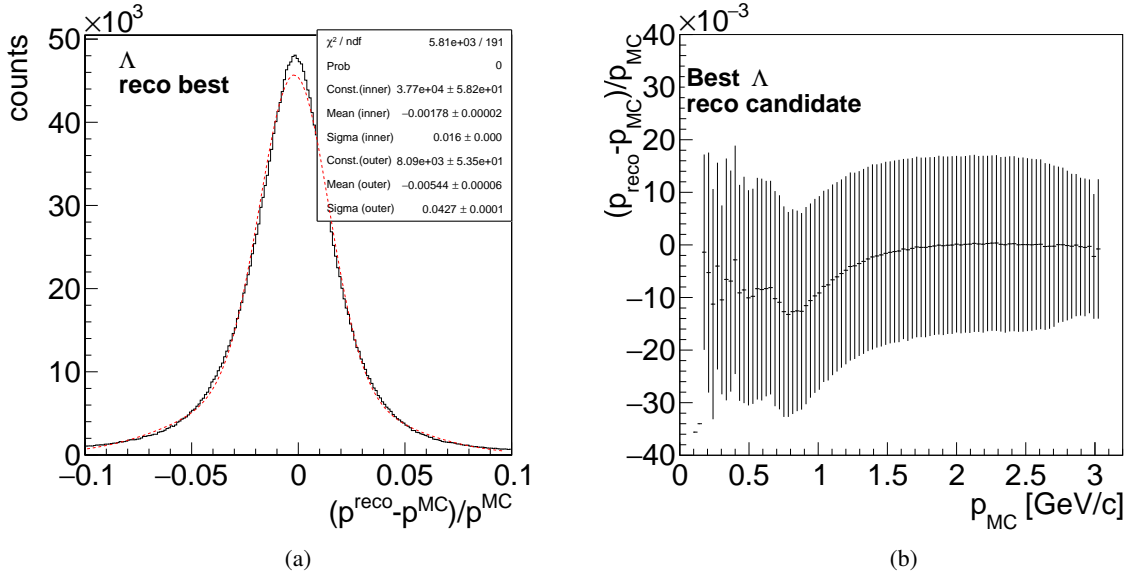 ×10³
counts
50
40
30
20
10
0
−0.1
−0.05
0
0.05
0.1
(p^reco-p^MC)/p^MC
Λ
reco best
χ² / ndf 5.81e+03 / 191
Prob 0
Const.(inner) 3.77e+04 ± 5.82e+01
Mean (inner) −0.00178 ± 0.00002
Sigma (inner) 0.016 ± 0.000
Const.(outer) 8.09e+03 ± 5.35e+01
Mean (outer) −0.00544 ± 0.00006
Sigma (outer) 0.0427 ± 0.0001
(a)
×10⁻³
(p_reco-p_MC)/p_MC
40
30
20
10
0
−10
−20
−30
−40
0
0.5
1
1.5
2
2.5
3
p_MC [GeV/c]
Best Λ
reco candidate
(b)